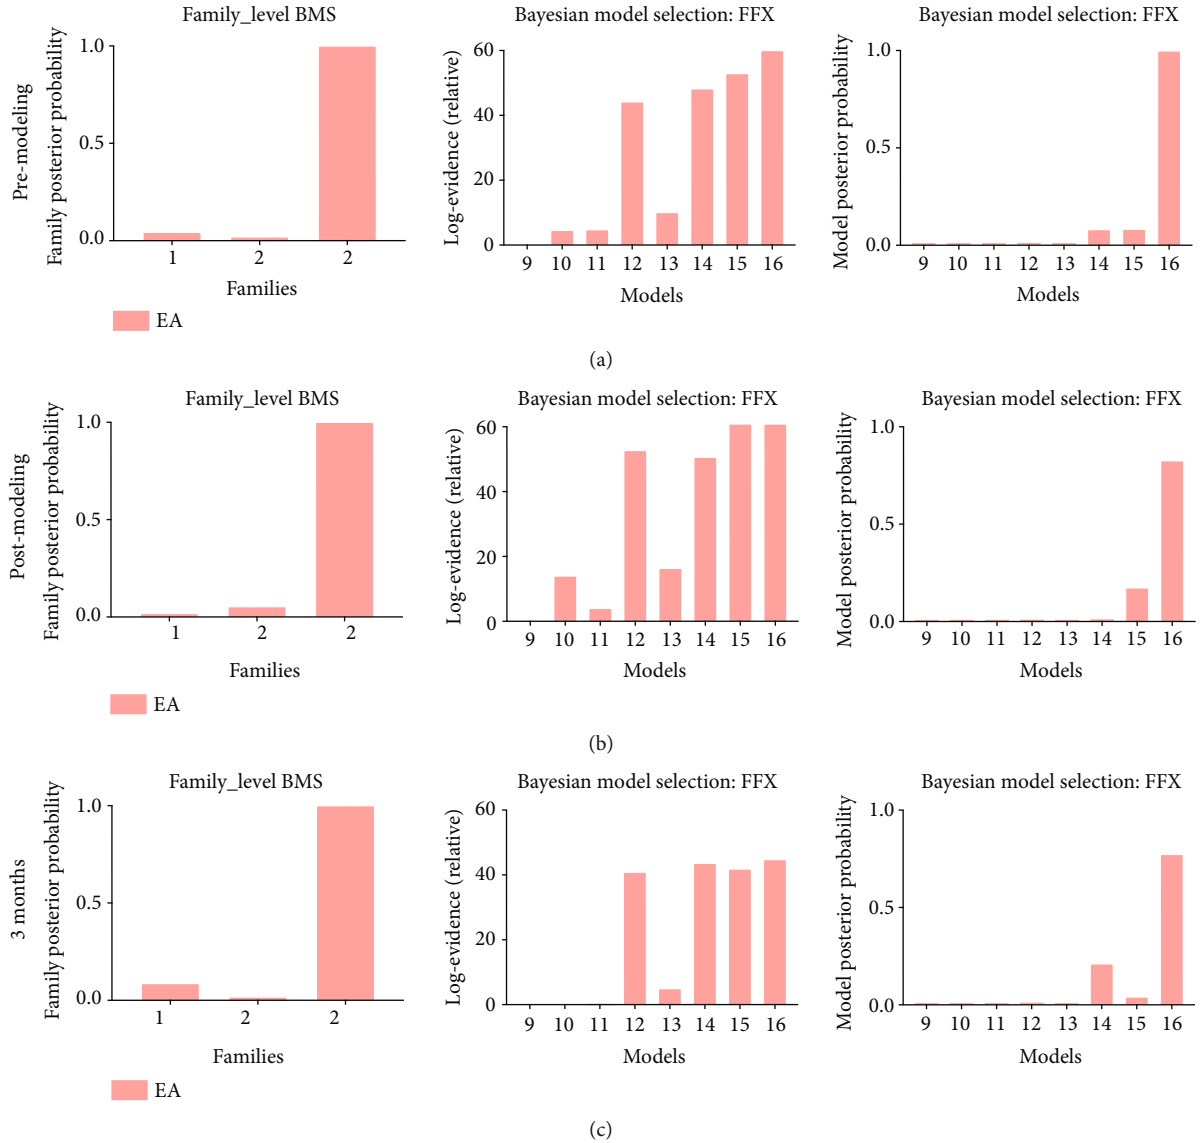 Pre-modeling
Family_level BMS
Family posterior probability
1.0
0.5
0.0
1 2 2
Families
EA
Bayesian model selection: FFX
Log-evidence (relative)
60
40
20
0
9 10 11 12 13 14 15 16
Models
Bayesian model selection: FFX
Model posterior probability
1.0
0.5
0.0
9 10 11 12 13 14 15 16
Models
(a)
Post-modeling
Family_level BMS
Family posterior probability
1.0
0.5
0.0
1 2 2
Families
EA
Bayesian model selection: FFX
Log-evidence (relative)
60
40
20
0
9 10 11 12 13 14 15 16
Models
Bayesian model selection: FFX
Model posterior probability
1.0
0.5
0.0
9 10 11 12 13 14 15 16
Models
(b)
3 months
Family_level BMS
Family posterior probability
1.0
0.5
0.0
1 2 2
Families
EA
Bayesian model selection: FFX
Log-evidence (relative)
60
40
20
0
9 10 11 12 13 14 15 16
Models
Bayesian model selection: FFX
Model posterior probability
1.0
0.5
0.0
9 10 11 12 13 14 15 16
Models
(c)